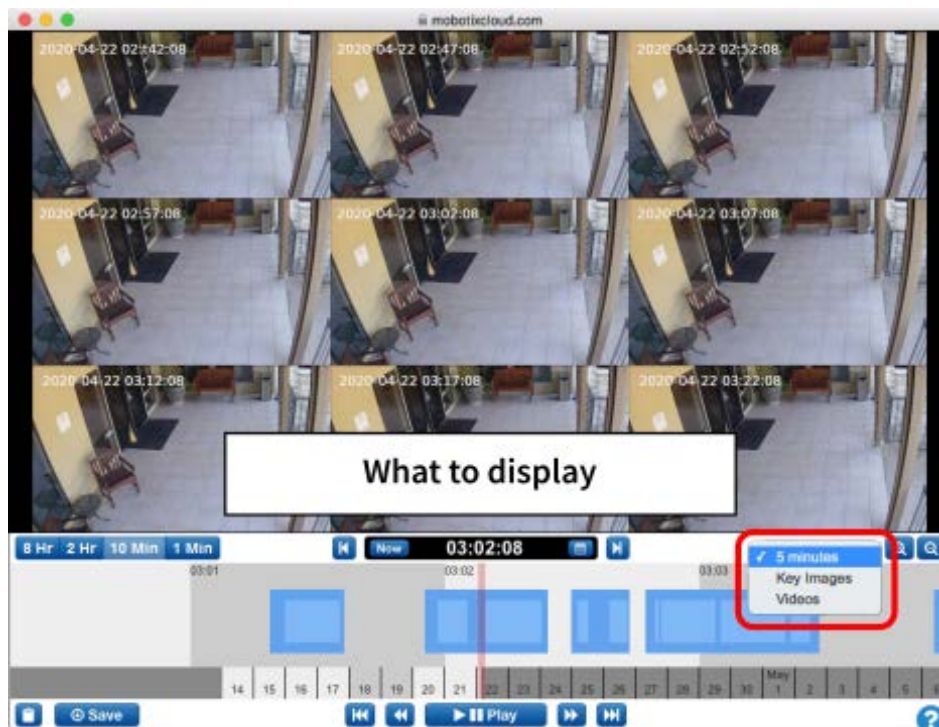 mobotixcloud.com
2020-04-22 02:42:08
2020-04-22 02:47:08
2020-04-22 02:52:08
2020-04-22 02:57:08
2020-04-22 03:02:08
2020-04-22 03:07:08
2020-04-22 03:12:08
2020-04-22 03:17:08
2020-04-22 03:22:08
What to display
8 Hr 2 Hr 10 Min 1 Min
Now 03:02:08
✓ 5 minutes
Key Images
Videos
03:01 03:02 03:03
May
14 15 16 17 18 19 20 21 22 23 24 25 26 27 28 29 30 1 2 3 4 5 6
Save
Play
?